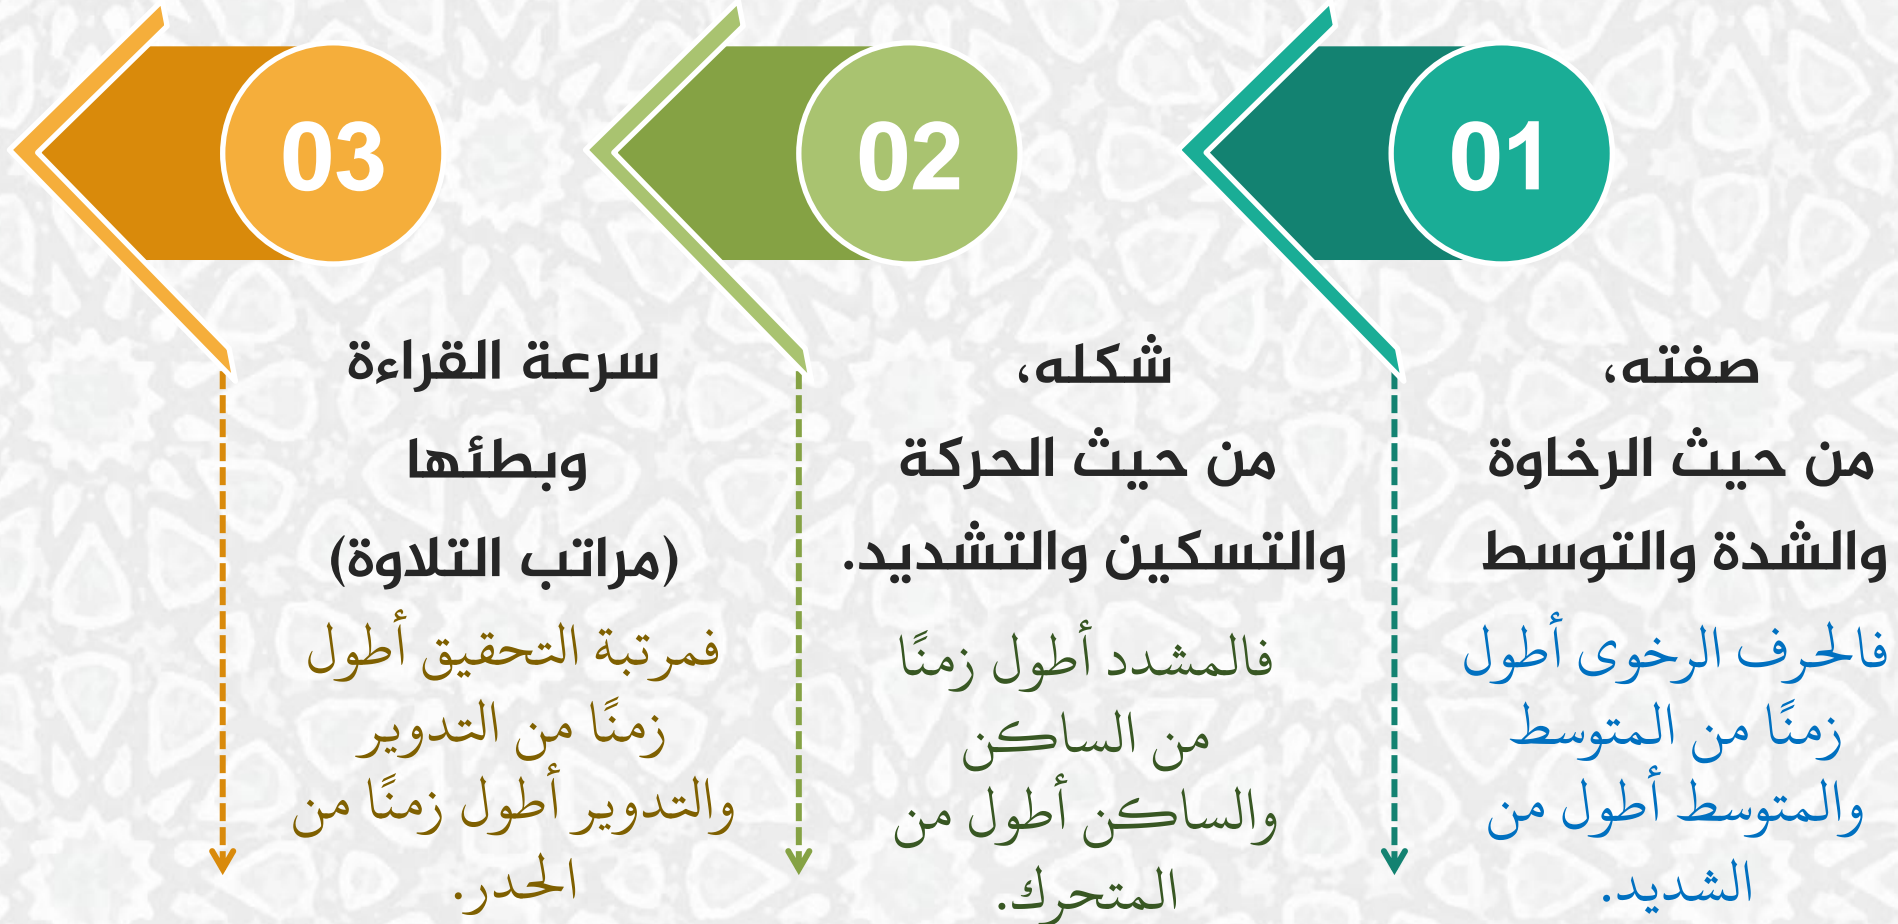 01
صفته،
من حيث الرخاوة
والشدة والتوسط
فالحرف الرخوى أطول
زمنًا من المتوسط
والمتوسط أطول من
الشديد.
02
شكله،
من حيث الحركة
والتسكين والتشديد.
فالمشدد أطول زمنًا
من الساكن
والساكن أطول من
المتحرك.
03
سرعة القراءة
وبطئها
(مراتب التلاوة)
فمرتبة التحقيق أطول
زمنًا من التدوير
والتدوير أطول زمنًا من
الحدر.